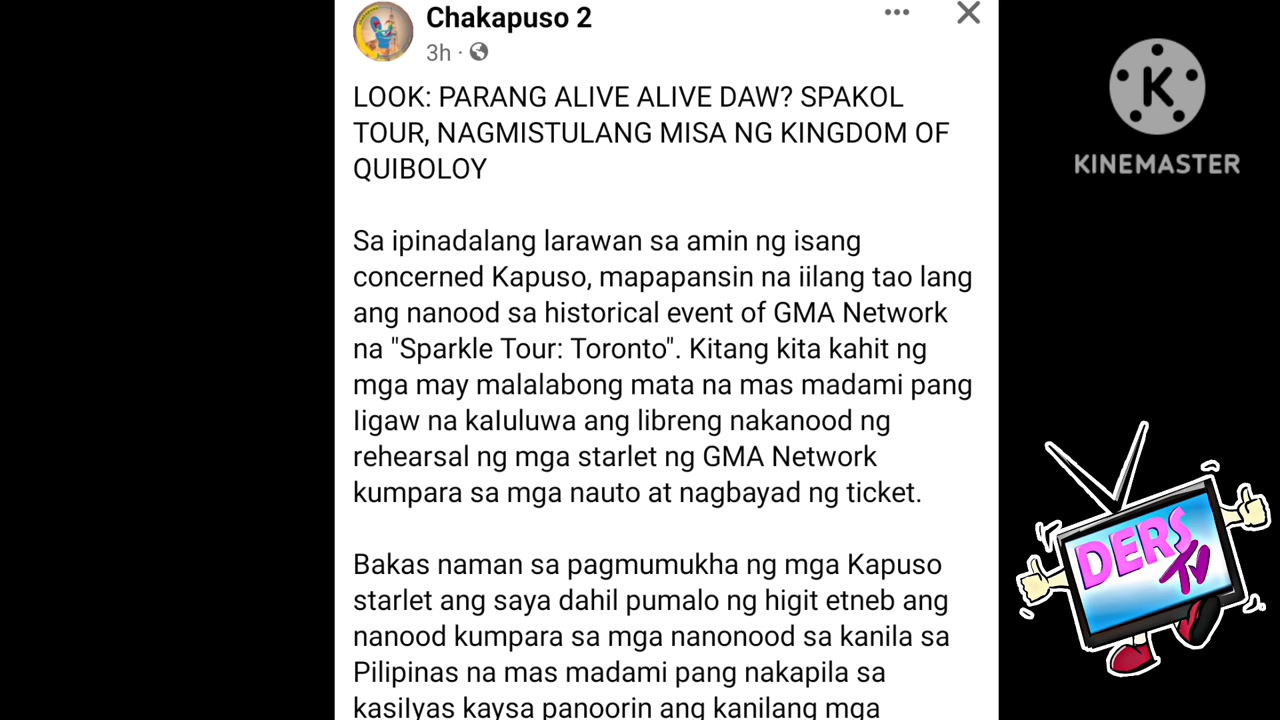 Chakapuso 2
3h ·
LOOK: PARANG ALIVE ALIVE DAW? SPAKOL
TOUR, NAGMISTULANG MISA NG KINGDOM OF
QUIBOLOY
Sa ipinadalang larawan sa amin ng isang
concerned Kapuso, mapapansin na iilang tao lang
ang nanood sa historical event of GMA Network
na "Sparkle Tour: Toronto". Kitang kita kahit ng
mga may malalabong mata na mas madami pang
Iigaw na kaIuluwa ang libreng nakanood ng
rehearsal ng mga starlet ng GMA Network
kumpara sa mga nauto at nagbayad ng ticket.
Bakas naman sa pagmumukha ng mga Kapuso
starlet ang saya dahil pumalo ng higit etneb ang
nanood kumpara sa mga nanonood sa kanila sa
Pilipinas na mas madami pang nakapila sa
kasiIyas kaysa panoorin ang kanilang mga
K
KINEMASTER
DERS
TV